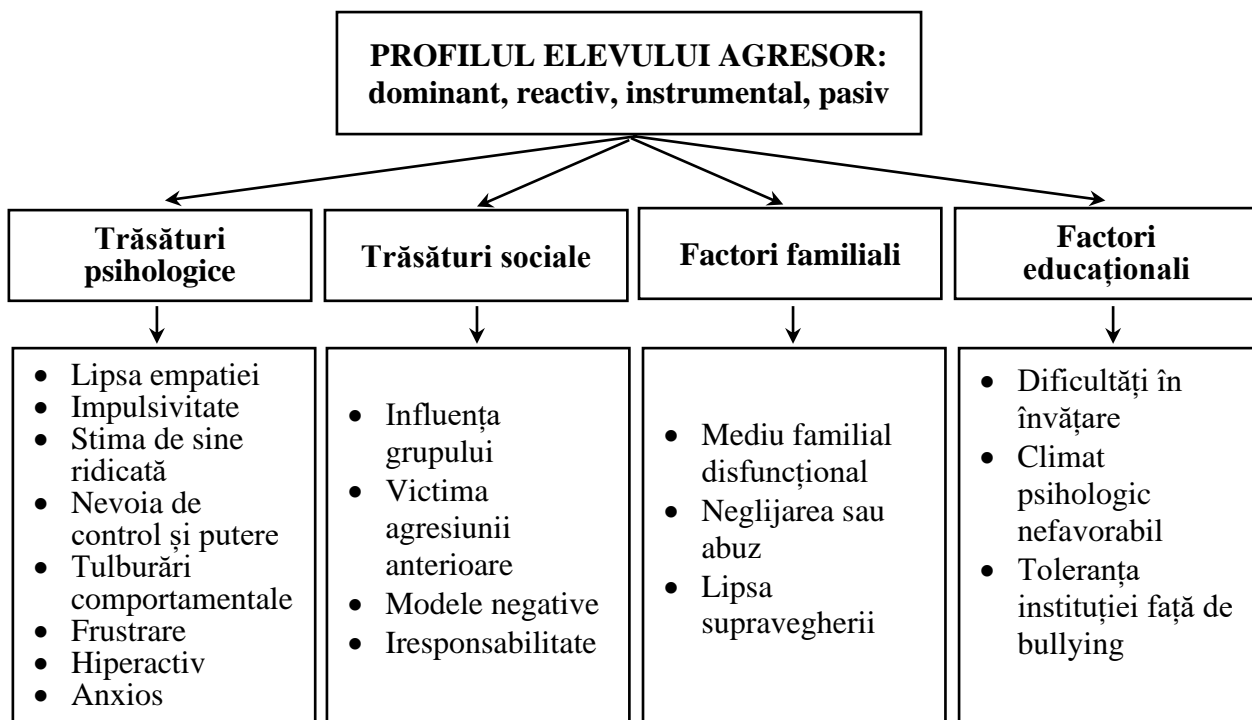 PROFILUL ELEVULUI AGRESOR:
dominant, reactiv, instrumental, pasiv
Trăsături
psihologice
Trăsături sociale
Factori familiali
Factori
educaționali
• Lipsa empatiei
• Impulsivitate
• Stima de sine
ridicată
• Nevoia de
control și putere
• Tulburări
comportamentale
• Frustrare
• Hiperactiv
• Anxios
• Influența
grupului
• Victima
agresiunii
anterioare
• Modele negative
• Iresponsabilitate
• Mediu familial
disfuncțional
• Neglijarea sau
abuz
• Lipsa
supravegherii
• Dificultăți în
învățare
• Climat
psihologic
nefavorabil
• Toleranța
instituției față de
bullying